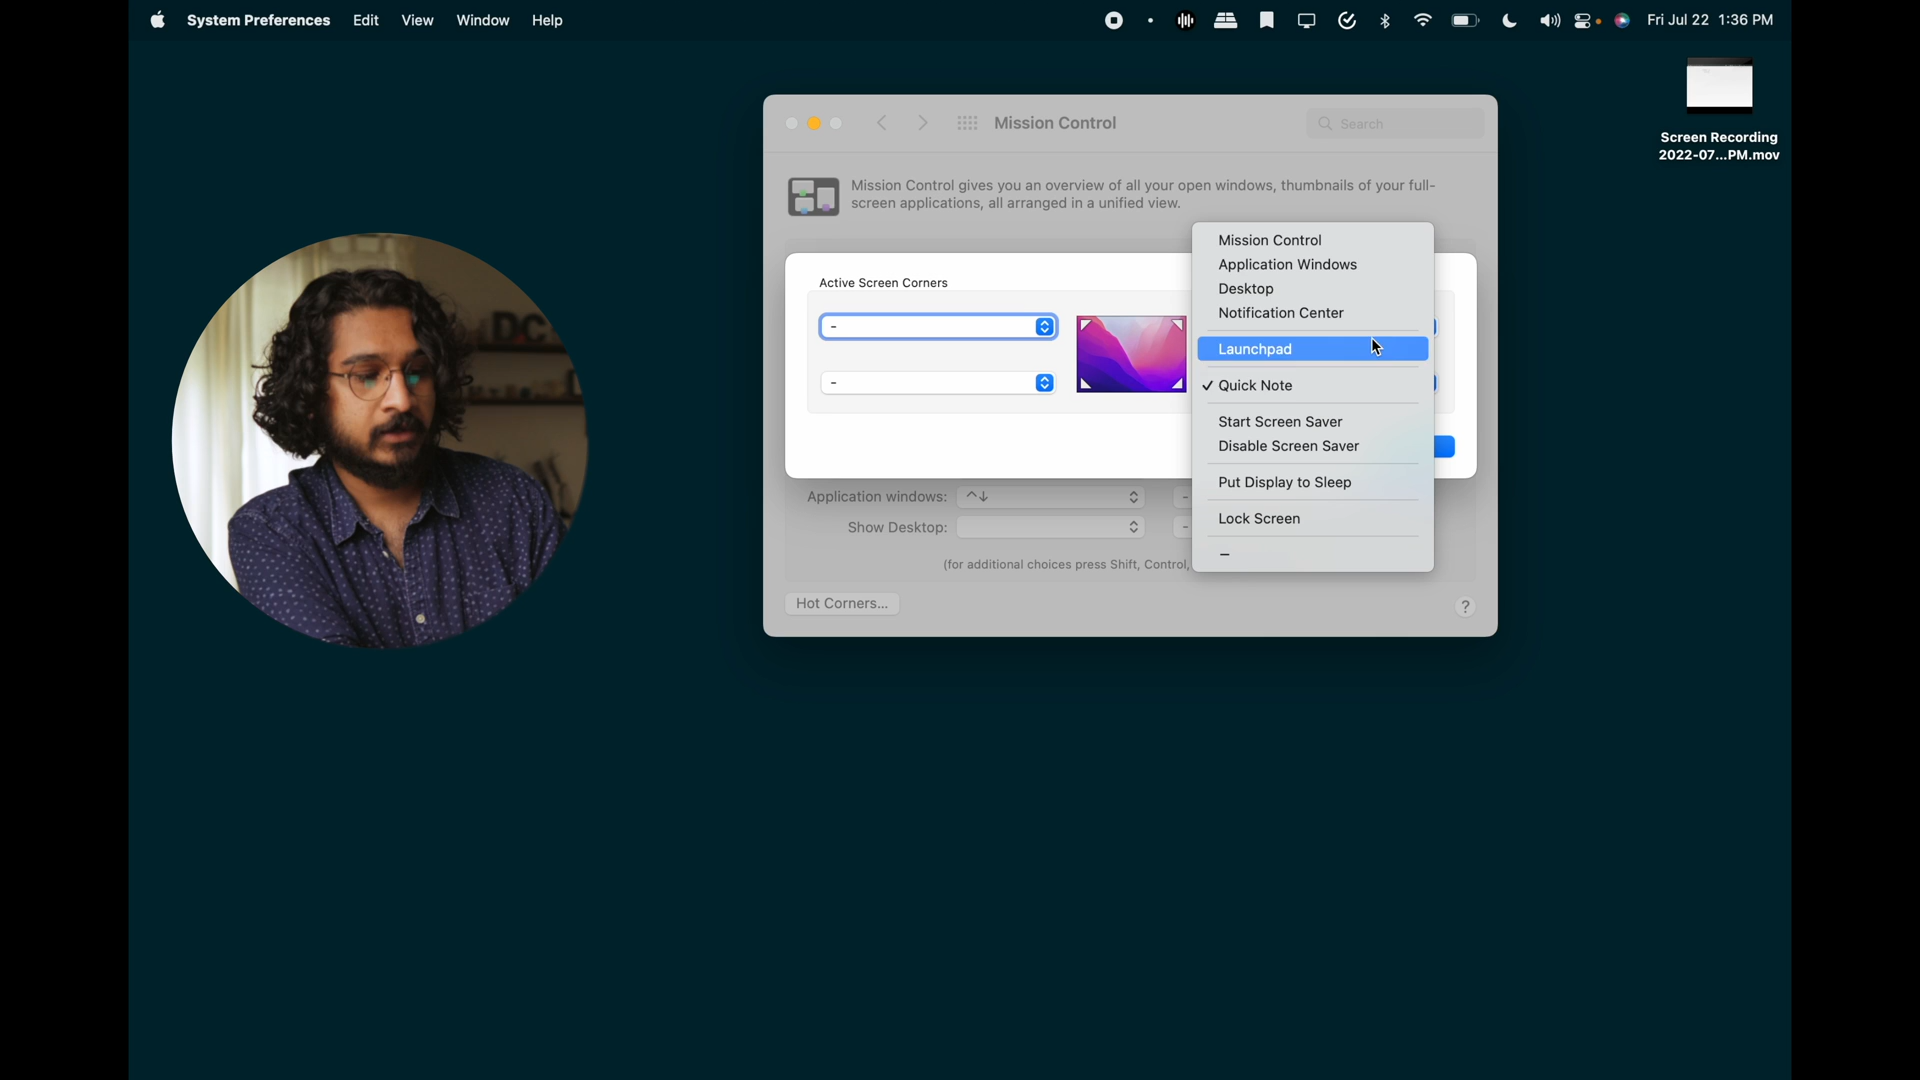 System Preferences Edit View Window Help
Fri Jul 22 1:36 PM
Screen Recording
2022-07...PM.mov
Mission Control
Search
Mission Control gives you an overview of all your open windows, thumbnails of your full-
screen applications, all arranged in a unified view.
Active Screen Corners
-
-
Mission Control
Application Windows
Desktop
Notification Center
Launchpad
✓ Quick Note
Start Screen Saver
Disable Screen Saver
Put Display to Sleep
Lock Screen
–
Application windows: ^↓ -
Show Desktop: -
(for additional choices press Shift, Control,
Hot Corners...
?